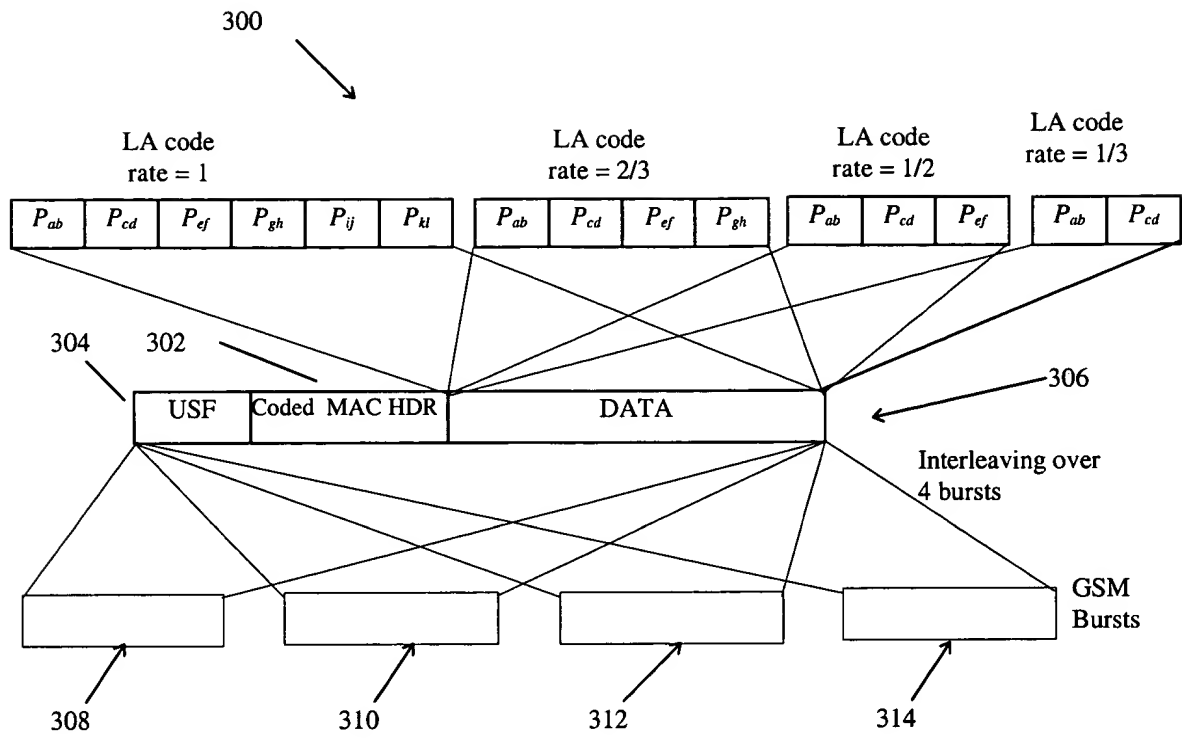 300
LA code
rate = 1
LA code
rate = 2/3
LA code
rate = 1/2
LA code
rate = 1/3
P_ab P_cd P_ef P_gh P_ij P_kl
P_ab P_cd P_ef P_gh
P_ab P_cd P_ef
P_ab P_cd
304
302
306
USF Coded MAC HDR DATA
Interleaving over
4 bursts
GSM
Bursts
308
310
312
314